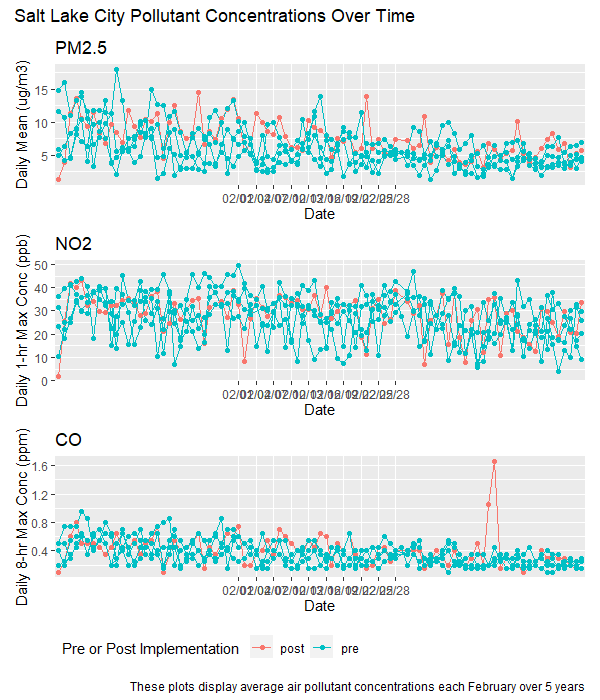 Salt Lake City Pollutant Concentrations Over Time
PM2.5
Daily Mean (ug/m3)
15
10
5
Date
NO2
Daily 1-hr Max Conc (ppb)
50
40
30
20
10
0
Date
CO
Daily 8-hr Max Conc (ppm)
1.6
1.2
0.8
0.4
Date
Pre or Post Implementation
post
pre
These plots display average air pollutant concentrations each February over 5 years